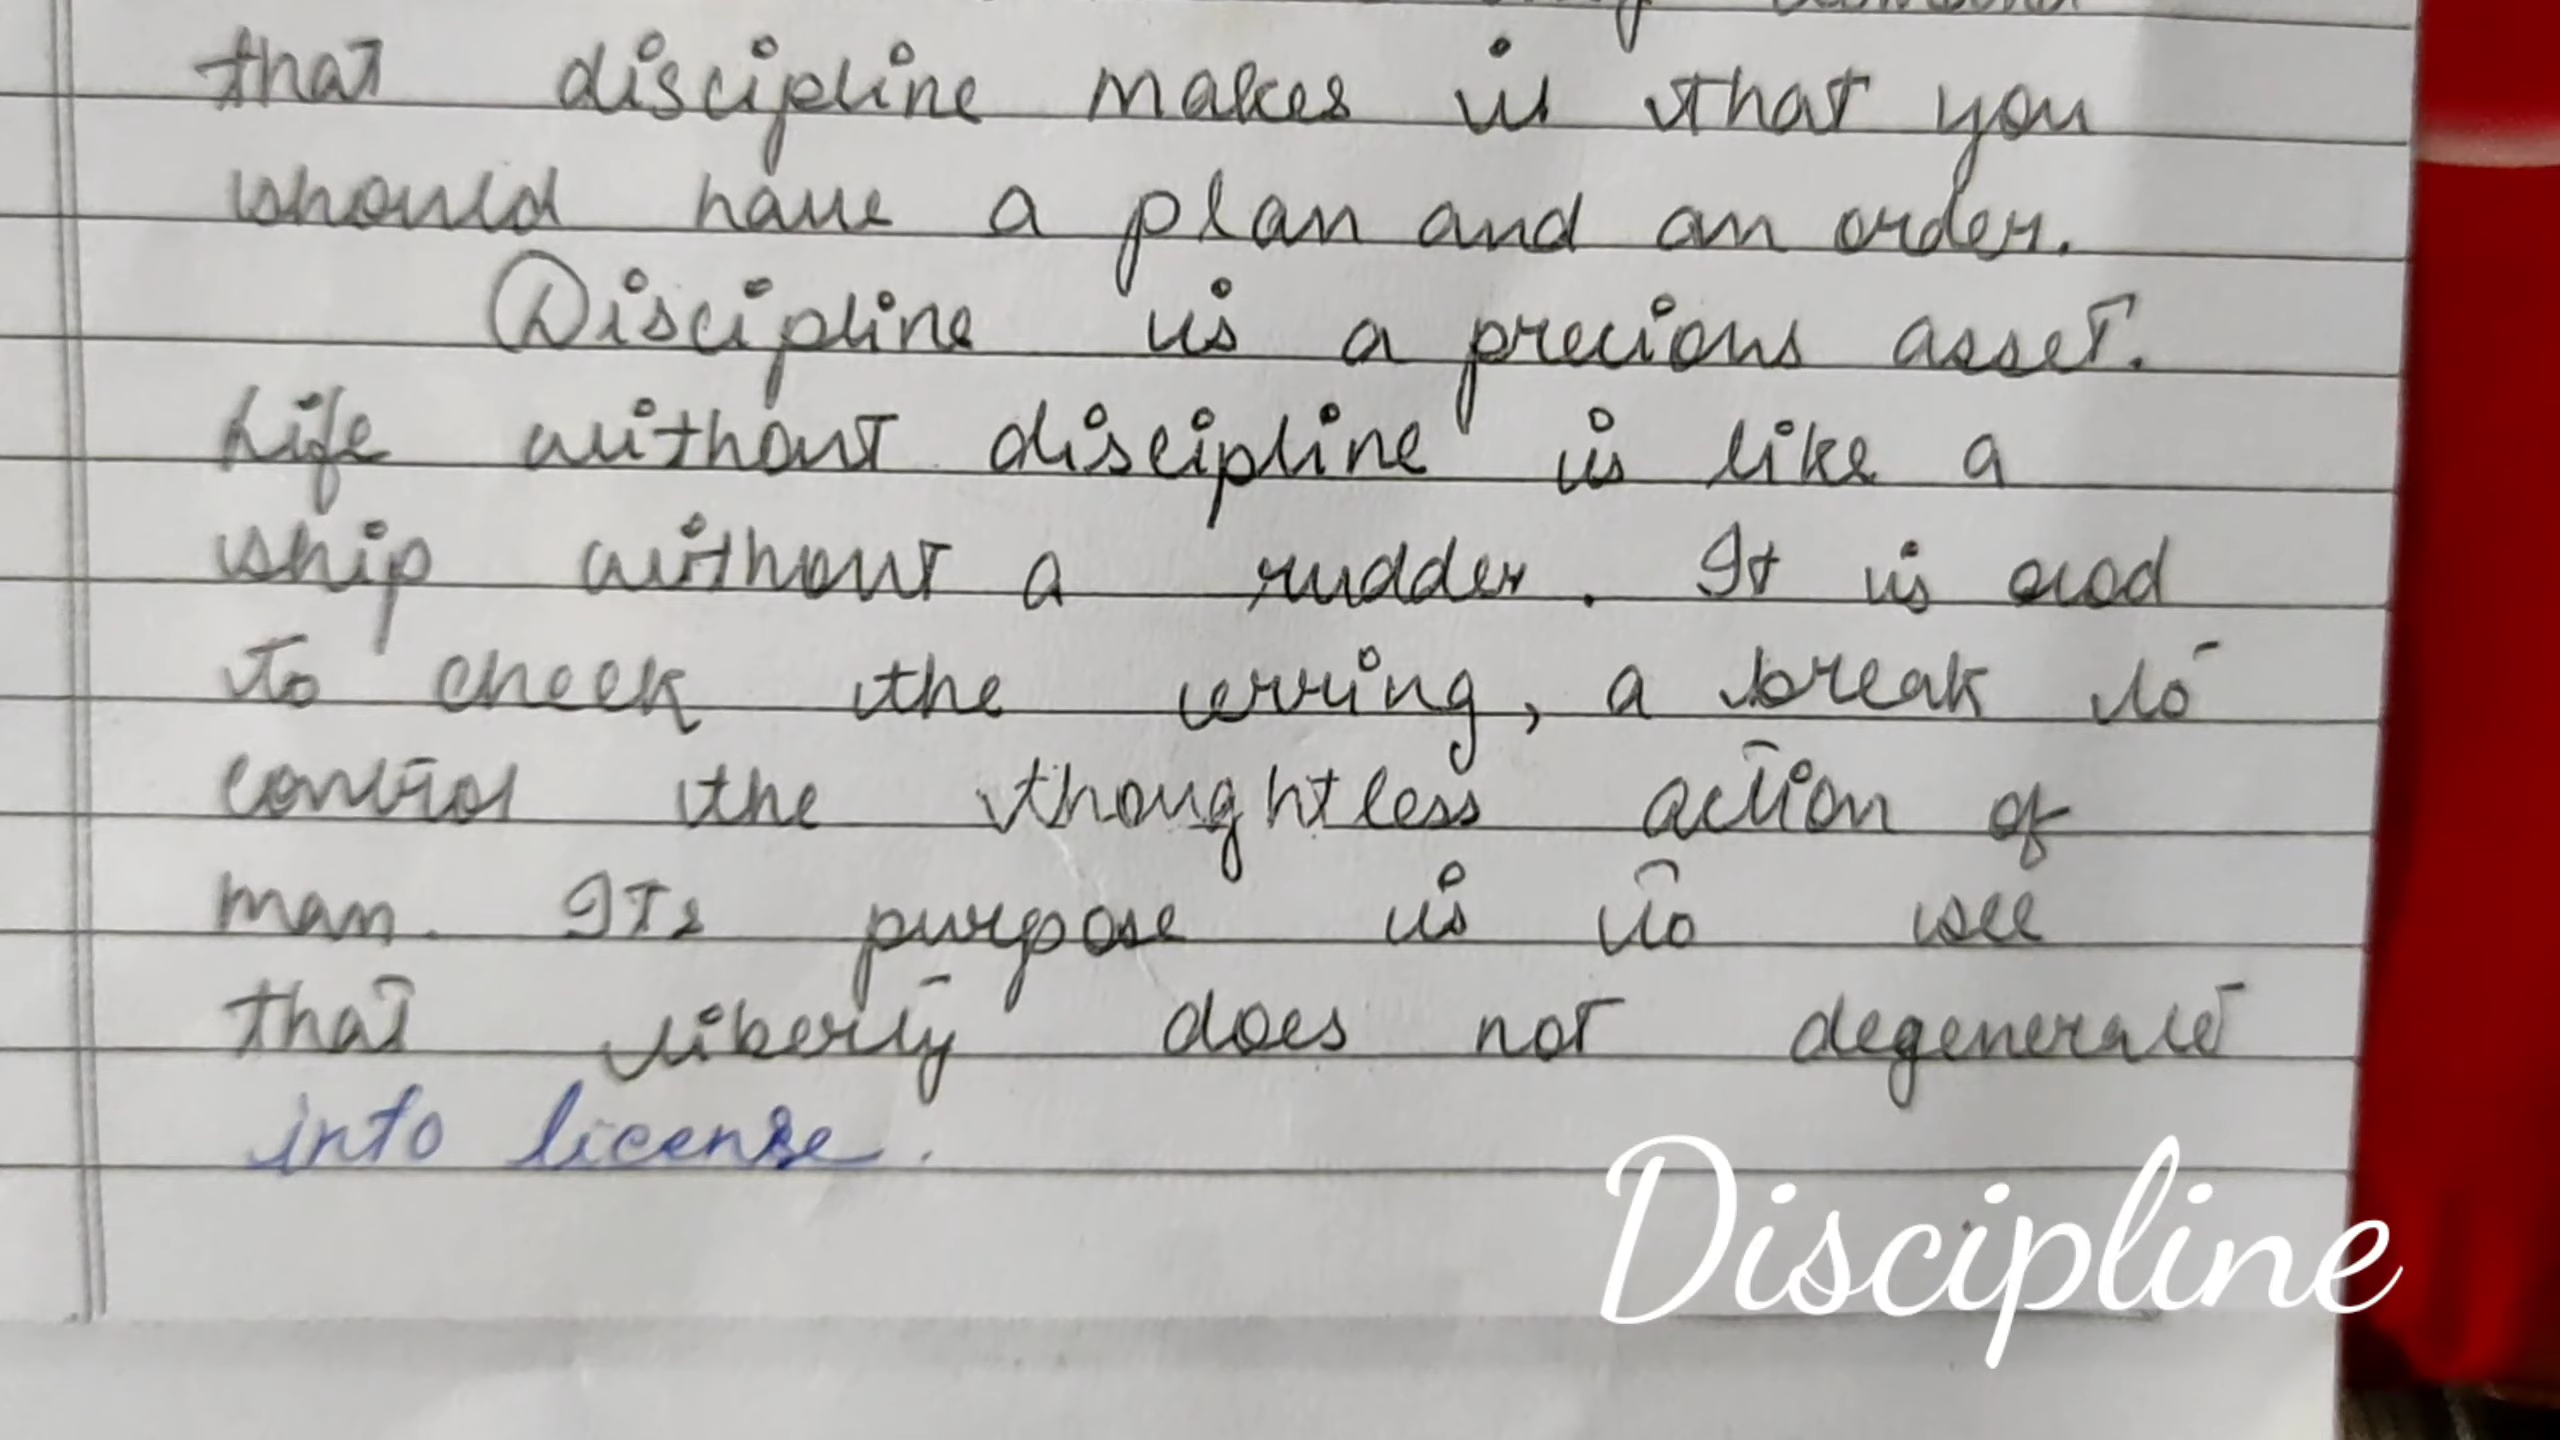 that discipline makes is that you
should have a plan and an order.
Discipline is a precious asset.
Life without discipline is like a
ship without a rudder. It is rod
to check the erring, a break to
control the thoughtless action of
man. Its purpose is to see
that liberty does not degenerate
into license.
Discipline